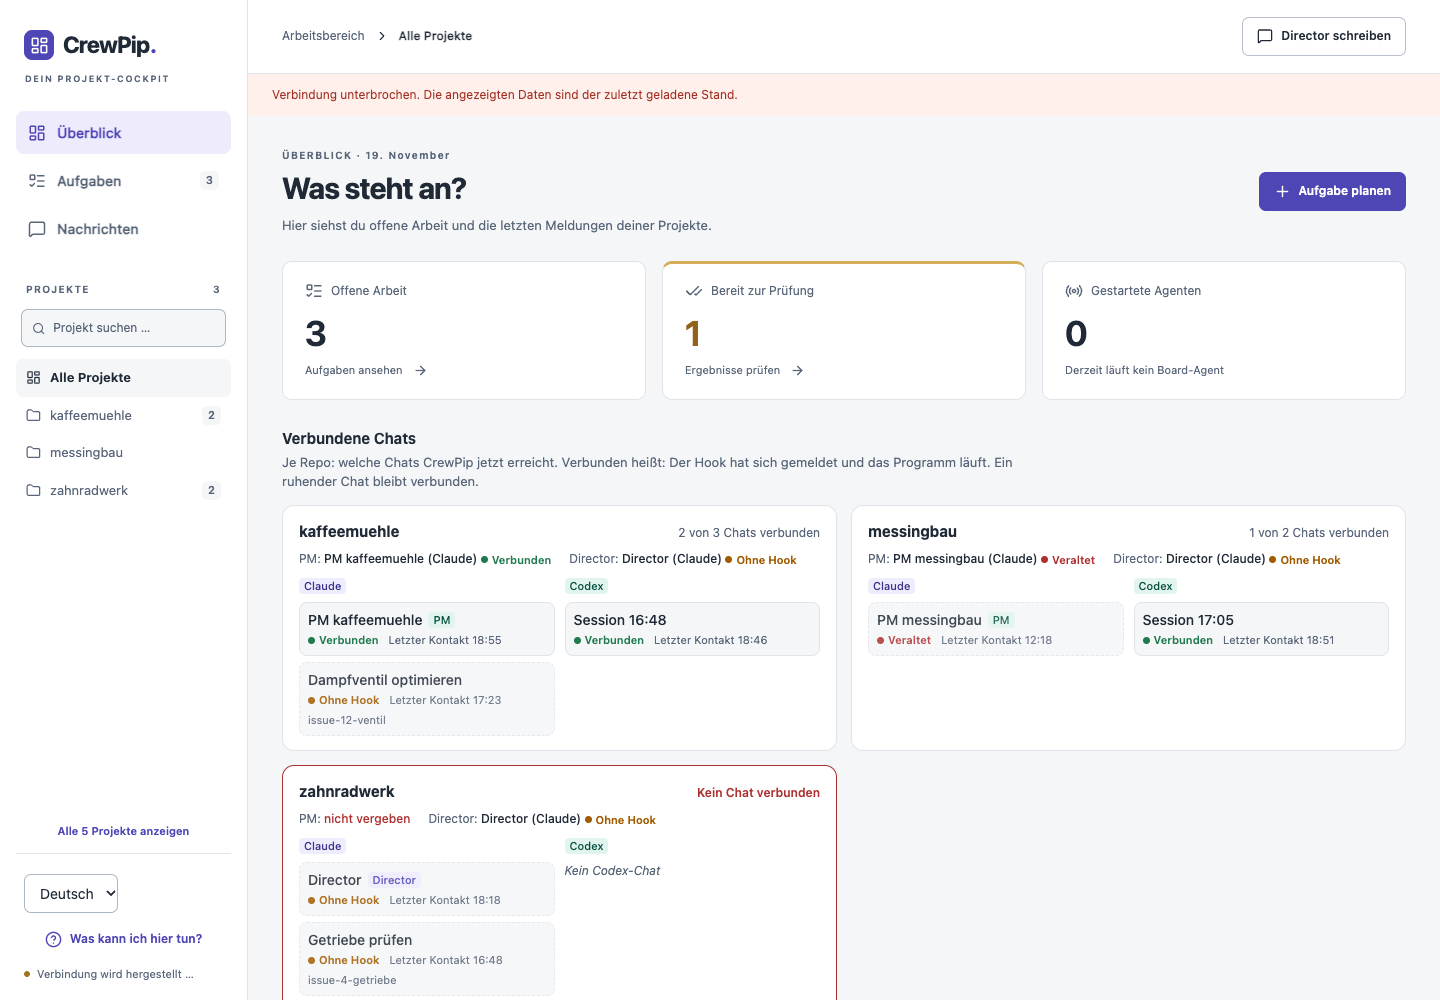 CrewPip.
DEIN PROJEKT-COCKPIT
Überblick
Aufgaben 3
Nachrichten
PROJEKTE 3
Projekt suchen ...
Alle Projekte
kaffeemuehle 2
messingbau
zahnradwerk 2
Alle 5 Projekte anzeigen
Deutsch
Was kann ich hier tun?
Verbindung wird hergestellt ...
Arbeitsbereich > Alle Projekte
Director schreiben
Verbindung unterbrochen. Die angezeigten Daten sind der zuletzt geladene Stand.
ÜBERBLICK · 19. November
Was steht an?
Hier siehst du offene Arbeit und die letzten Meldungen deiner Projekte.
Aufgabe planen
Offene Arbeit
3
Aufgaben ansehen →
Bereit zur Prüfung
1
Ergebnisse prüfen →
Gestartete Agenten
0
Derzeit läuft kein Board-Agent
Verbundene Chats
Je Repo: welche Chats CrewPip jetzt erreicht. Verbunden heißt: Der Hook hat sich gemeldet und das Programm läuft. Ein
ruhender Chat bleibt verbunden.
kaffeemuehle 2 von 3 Chats verbunden
PM: PM kaffeemuehle (Claude) Verbunden Director: Director (Claude) Ohne Hook
Claude
PM kaffeemuehle PM
Verbunden Letzter Kontakt 18:55
Dampfventil optimieren
Ohne Hook Letzter Kontakt 17:23
issue-12-ventil
Codex
Session 16:48
Verbunden Letzter Kontakt 18:46
messingbau 1 von 2 Chats verbunden
PM: PM messingbau (Claude) Veraltet Director: Director (Claude) Ohne Hook
Claude
PM messingbau PM
Veraltet Letzter Kontakt 12:18
Codex
Session 17:05
Verbunden Letzter Kontakt 18:51
zahnradwerk Kein Chat verbunden
PM: nicht vergeben Director: Director (Claude) Ohne Hook
Claude
Director Director
Ohne Hook Letzter Kontakt 18:18
Getriebe prüfen
Ohne Hook Letzter Kontakt 16:48
issue-4-getriebe
Codex
Kein Codex-Chat